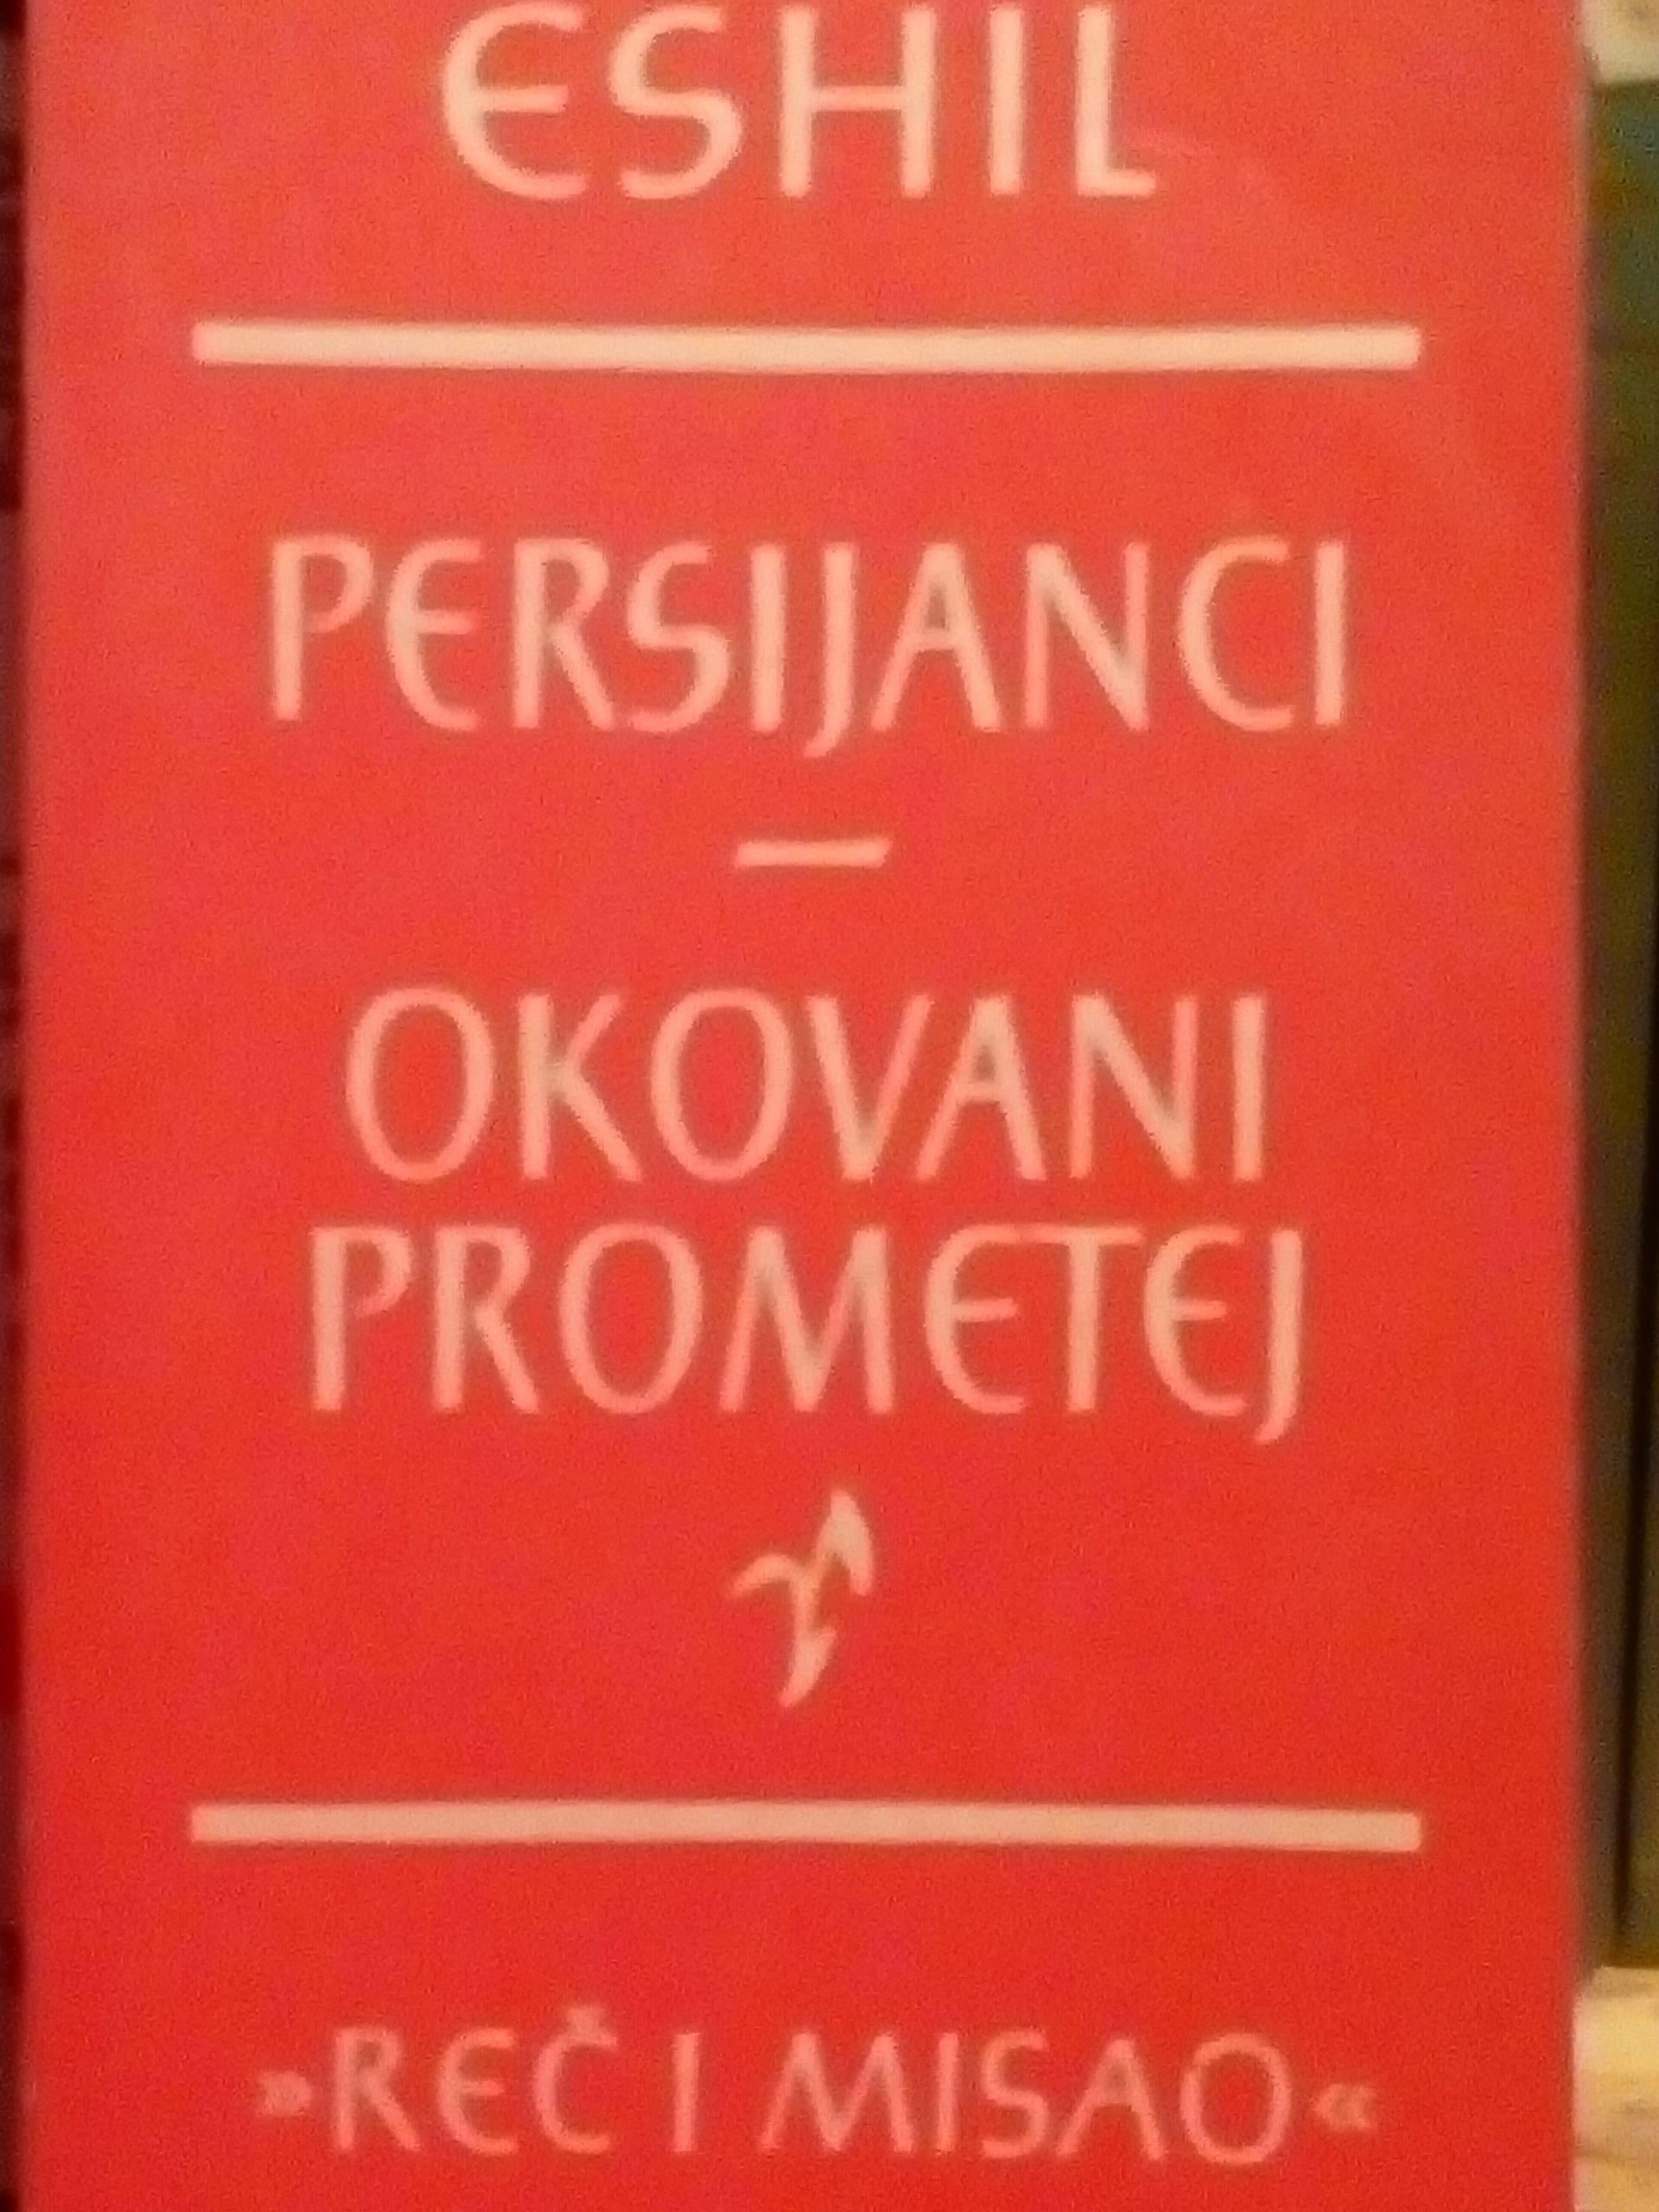 ESHIL
PERSIJANCI
—
OKOVANI
PROMETEJ
»REČ I MISAO«